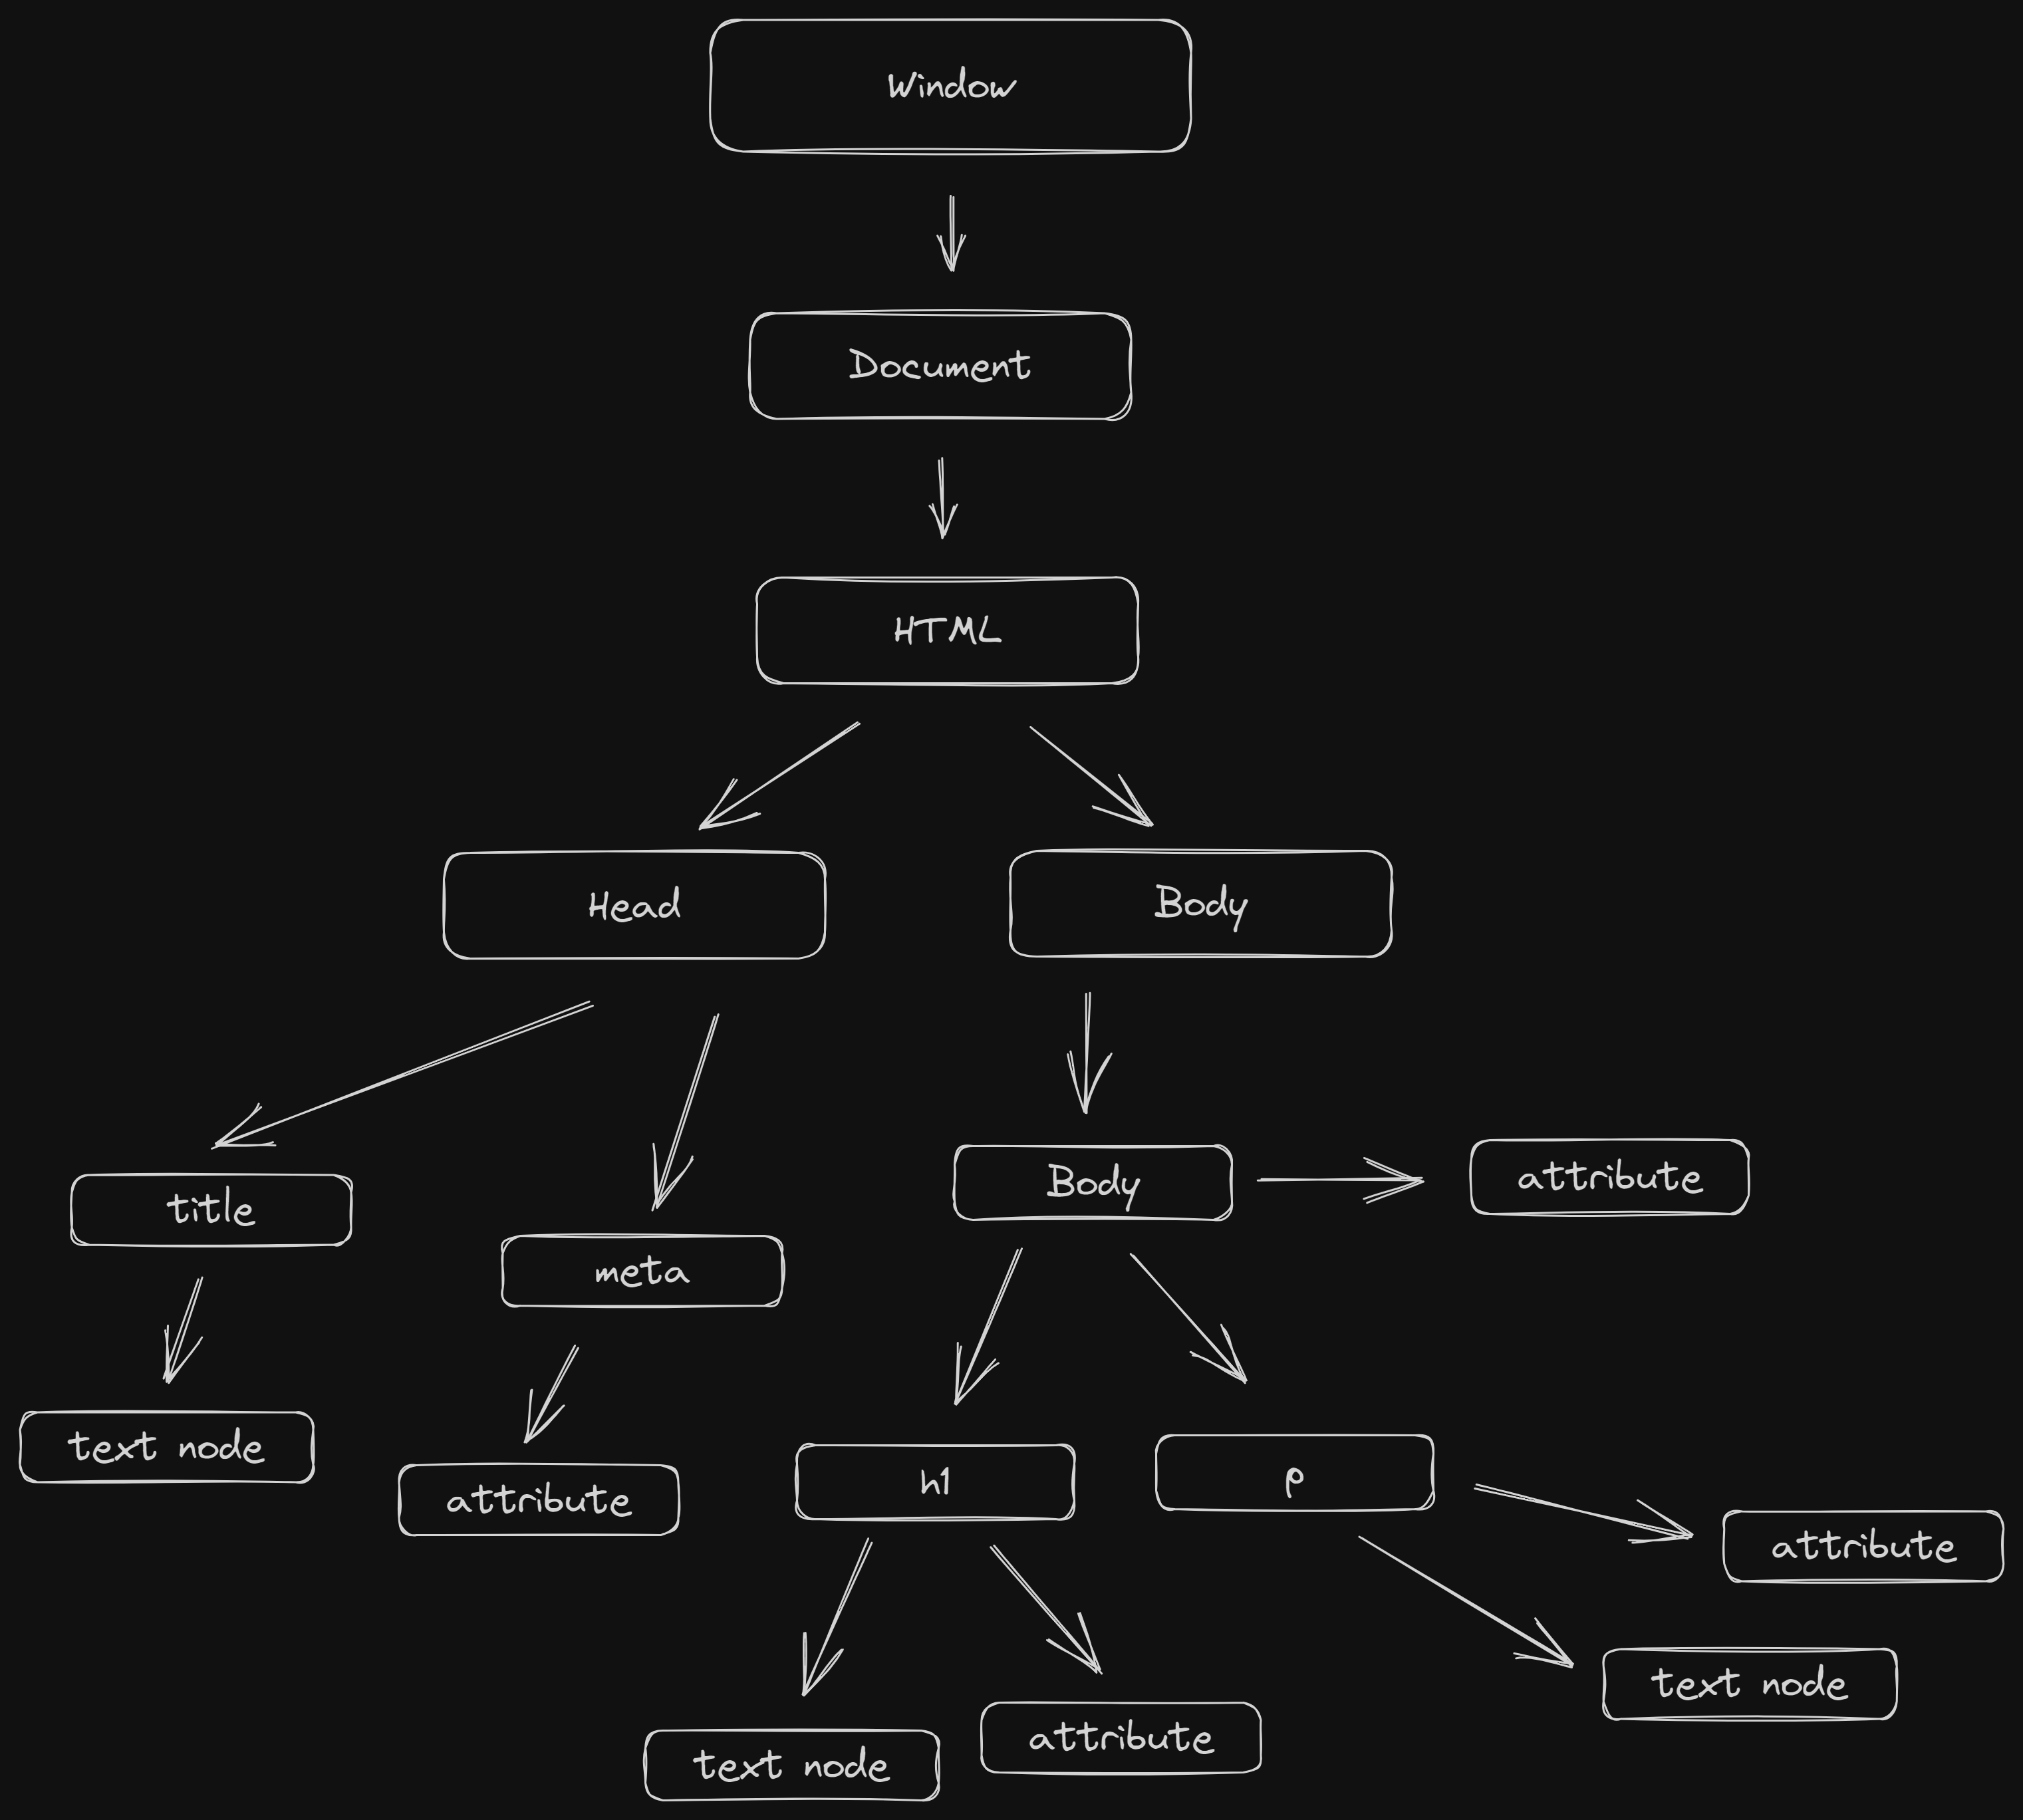 Window
Document
HTML
Head
Body
title
meta
Body
attribute
text node
attribute
h1
p
attribute
text node
attribute
text node